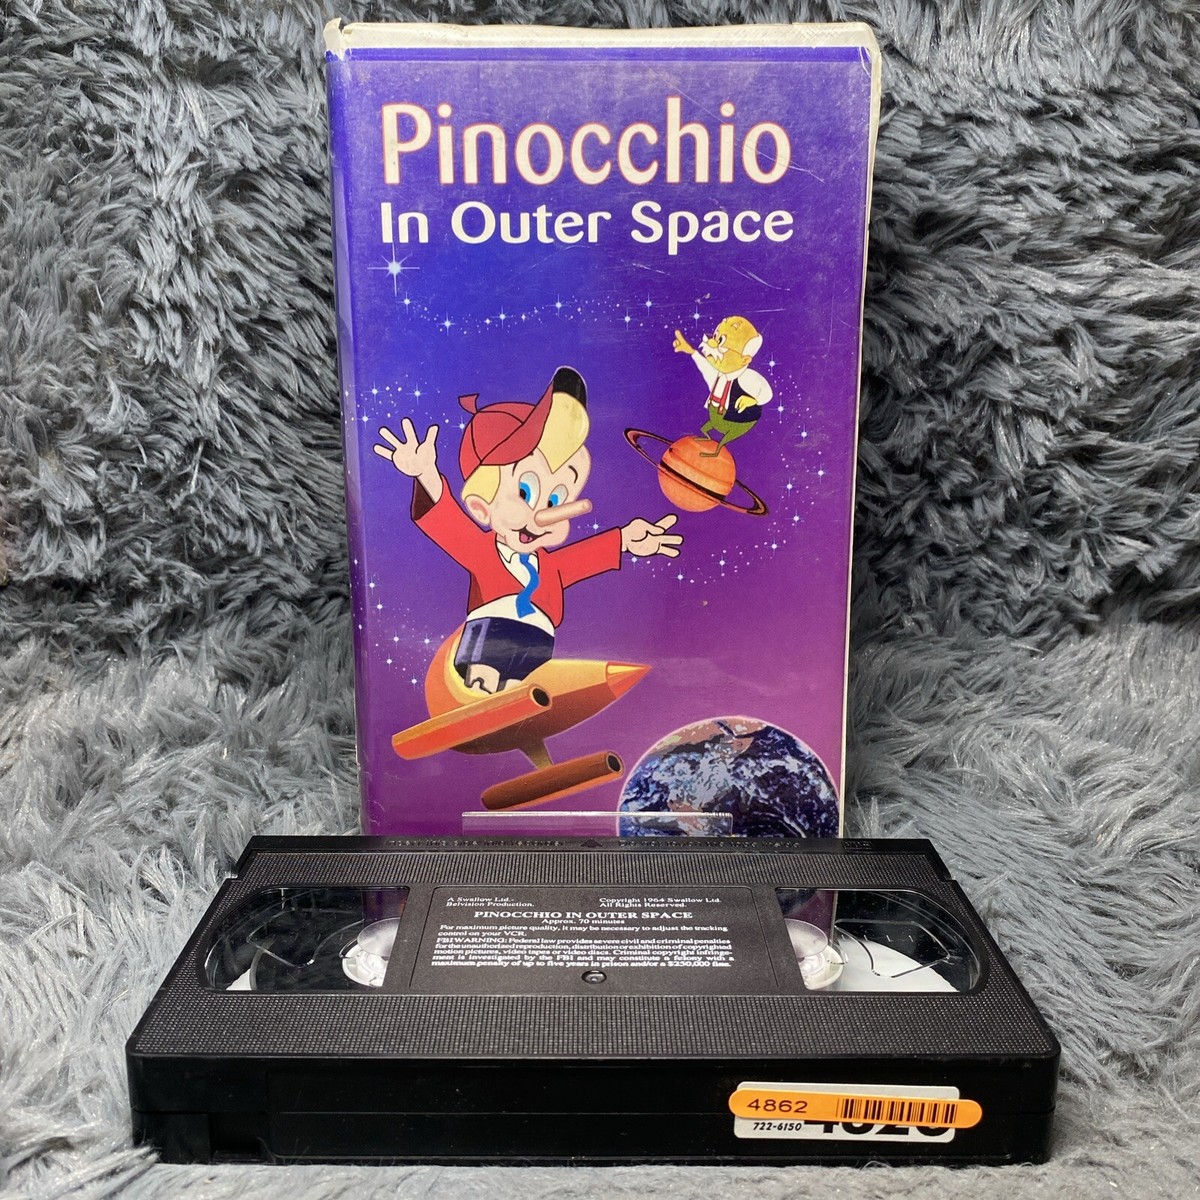 Pinocchio
In Outer Space
A Swallow Ltd.-
Belvision Production.
Copyright 1964 Swallow Ltd.
All Rights Reserved.
PINOCCHIO IN OUTER SPACE
Approx. 70 minutes
For maximum picture quality, it may be necessary to adjust the tracking
control on your VCR.
FBI WARNING: Federal law provides severe civil and criminal penalties
for the unauthorized reproduction, distribution or exhibition of copyrighted
motion pictures, video tapes or video discs. Criminal copyright infringe-
ment is investigated by the FBI and may constitute a felony with a
maximum penalty of up to five years in prison and/or a $250,000 fine.
4862
722-6150